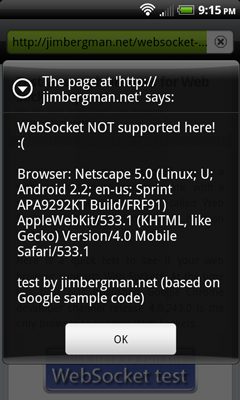 9:15 PM
http://jimbergman.net/websocket-...
The page at 'http://
jimbergman.net' says:
WebSocket NOT supported here!
:(
Browser: Netscape 5.0 (Linux; U;
Android 2.2; en-us; Sprint
APA9292KT Build/FRF91)
AppleWebKit/533.1 (KHTML, like
Gecko) Version/4.0 Mobile
Safari/533.1
test by jimbergman.net (based on
Google sample code)
OK
WebSocket test